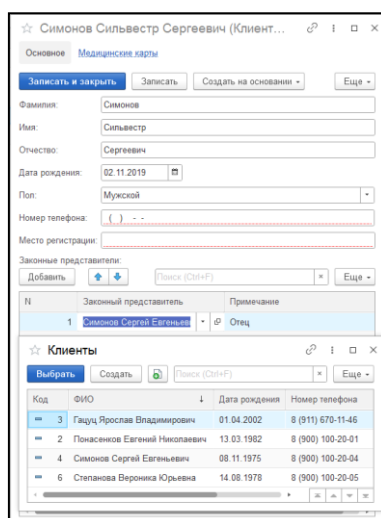 Симонов Сильвестр Сергеевич (Клиент...
Основное Медицинские карты
Записать и закрыть Записать Создать на основании Еще
Фамилия: Симонов
Имя: Сильвестр
Отчество: Сергеевич
Дата рождения: 02.11.2019
Пол: Мужской
Номер телефона: ( ) - -
Место регистрации:
Законные представители:
Добавить Поиск (Ctrl+F) × Еще
N Законный представитель Примечание
1 Симонов Сергей Евгеньев Отец
Клиенты
Выбрать Создать Поиск (Ctrl+F) × Еще
Код ФИО ↓ Дата рождения Номер телефона
3 Гацуц Ярослав Владимирович 01.04.2002 8 (911) 670-11-46
2 Понасенков Евгений Николаевич 13.03.1982 8 (900) 100-20-01
4 Симонов Сергей Евгеньевич 08.11.1975 8 (900) 100-20-04
6 Степанова Вероника Юрьевна 14.08.1978 8 (900) 100-20-05